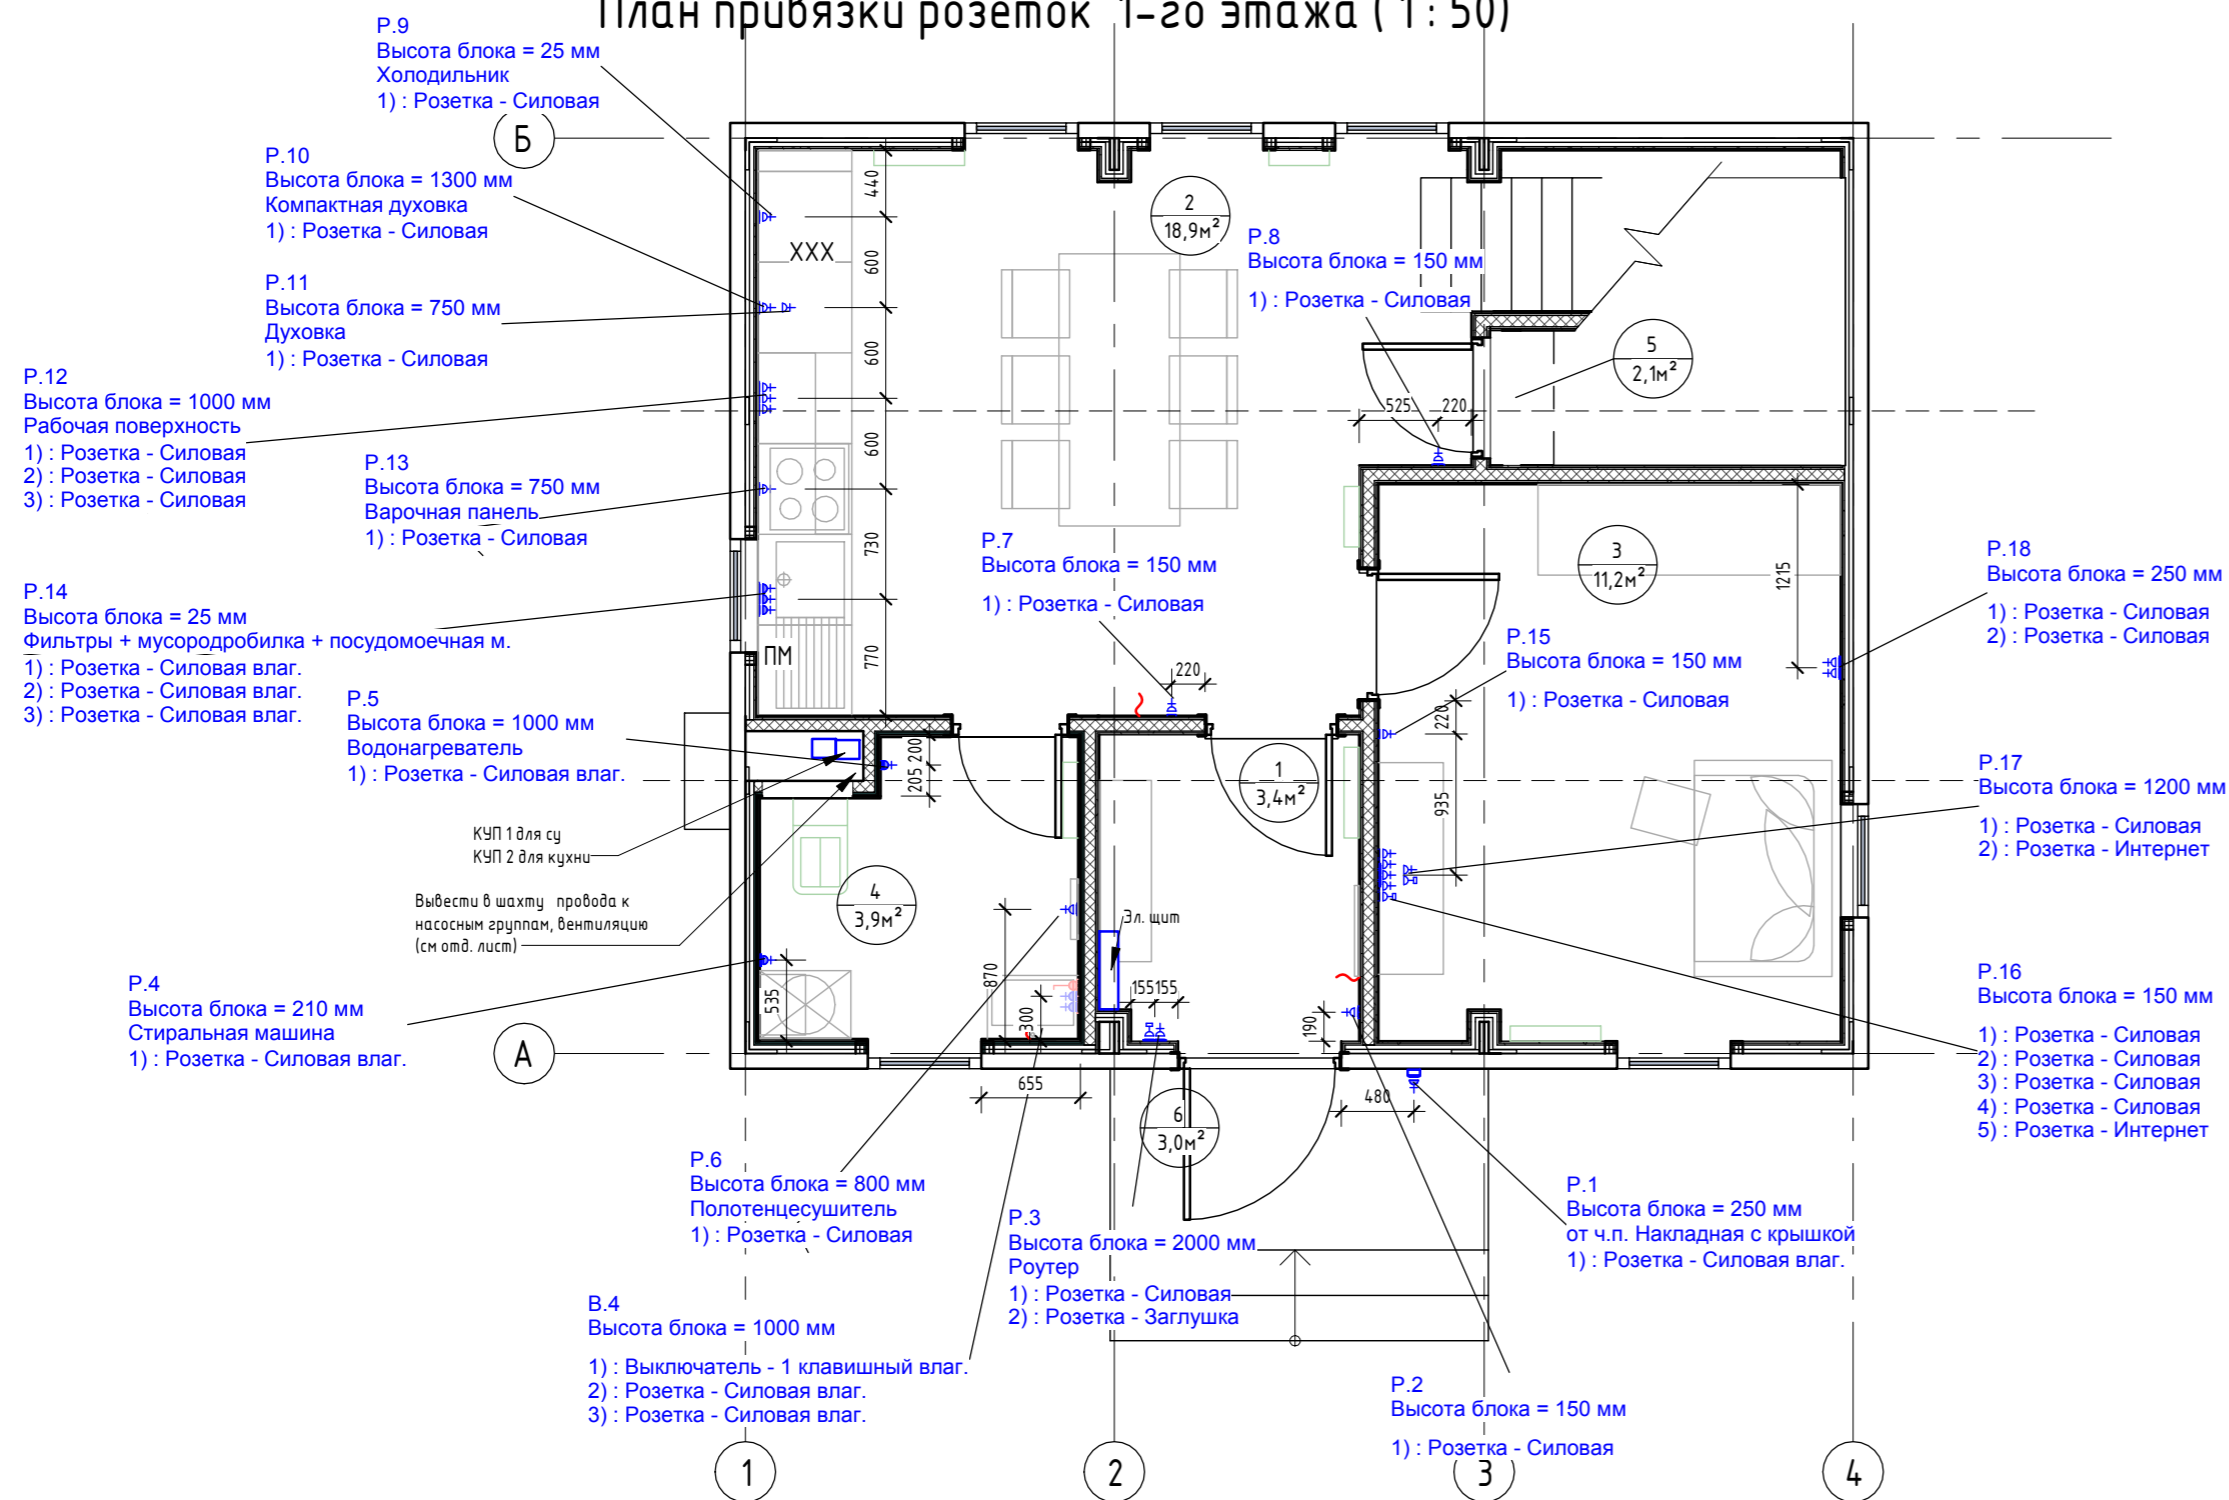 План привязки розеток 1-го этажа ( 1 : 50)
Р.9
Высота блока = 25 мм
Холодильник
1) : Розетка - Силовая
Б
Р.10
Высота блока = 1300 мм
Компактная духовка
1) : Розетка - Силовая
Р.11
Высота блока = 750 мм
Духовка
1) : Розетка - Силовая
Р.12
Высота блока = 1000 мм
Рабочая поверхность
1) : Розетка - Силовая
2) : Розетка - Силовая
3) : Розетка - Силовая
Р.13
Высота блока = 750 мм
Варочная панель
1) : Розетка - Силовая
Р.14
Высота блока = 25 мм
Фильтры + мусородробилка + посудомоечная м.
1) : Розетка - Силовая влаг.
2) : Розетка - Силовая влаг.
3) : Розетка - Силовая влаг.
Р.5
Высота блока = 1000 мм
Водонагреватель
1) : Розетка - Силовая влаг.
КУП 1 для су
КУП 2 для кухни
Вывести в шахту провода к
насосным группам, вентиляцию
(см отд. лист)
Р.4
Высота блока = 210 мм
Стиральная машина
1) : Розетка - Силовая влаг.
А
440
600
600
600
730
770
ХХХ
ПМ
2
18,9м²
Р.8
Высота блока = 150 мм
1) : Розетка - Силовая
5
2,1м²
525
220
Р.7
Высота блока = 150 мм
1) : Розетка - Силовая
220
3
11,2м²
1215
Р.15
Высота блока = 150 мм
1) : Розетка - Силовая
220
935
Р.18
Высота блока = 250 мм
1) : Розетка - Силовая
2) : Розетка - Силовая
Р.17
Высота блока = 1200 мм
1) : Розетка - Силовая
2) : Розетка - Интернет
Р.16
Высота блока = 150 мм
1) : Розетка - Силовая
2) : Розетка - Силовая
3) : Розетка - Силовая
4) : Розетка - Силовая
5) : Розетка - Интернет
200
205
1
3,4м²
4
3,9м²
Эл. щит
870
535
300
155
155
190
655
480
6
3,0м²
Р.6
Высота блока = 800 мм
Полотенцесушитель
1) : Розетка - Силовая
Р.3
Высота блока = 2000 мм
Роутер
1) : Розетка - Силовая
2) : Розетка - Заглушка
Р.1
Высота блока = 250 мм
от ч.п. Накладная с крышкой
1) : Розетка - Силовая влаг.
В.4
Высота блока = 1000 мм
1) : Выключатель - 1 клавишный влаг.
2) : Розетка - Силовая влаг.
3) : Розетка - Силовая влаг.
Р.2
Высота блока = 150 мм
1) : Розетка - Силовая
1
2
3
4